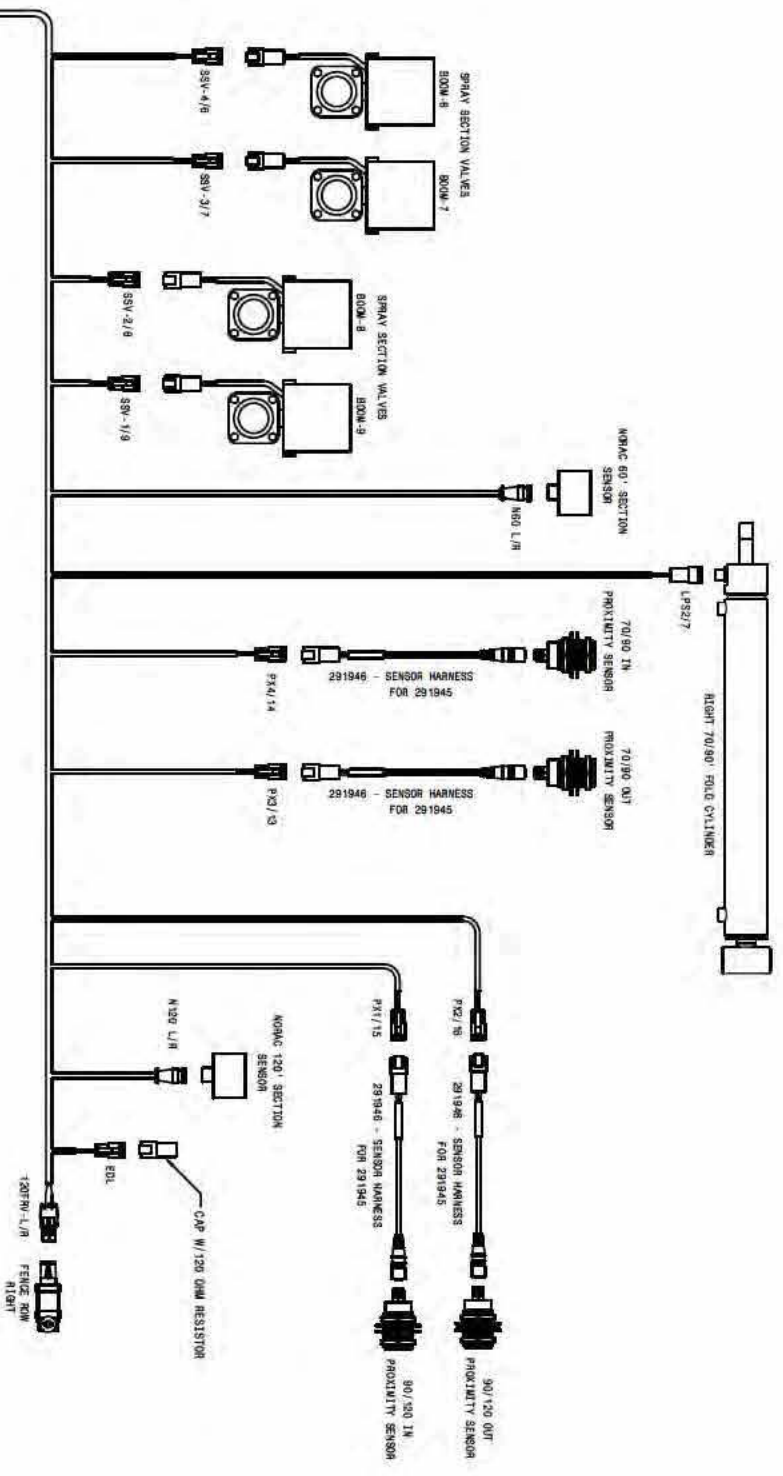 SPRAY SECTION VALVES
BOOM-6
BOOM-7
SSV-4/6
SSV-3/7
SPRAY SECTION VALVES
BOOM-8
BOOM-9
SSV-2/8
SSV-1/9
NORAC 60' SECTION
SENSOR
N60 L/R
RIGHT 70/90' FOLD CYLINDER
LPS2/7
70/90 IN
PROXIMITY SENSOR
291946 - SENSOR HARNESS
FOR 291945
PX4/14
70/90 OUT
PROXIMITY SENSOR
291946 - SENSOR HARNESS
FOR 291945
PX3/13
PX2/16
291946 - SENSOR HARNESS
FOR 291945
90/120 OUT
PROXIMITY SENSOR
PX1/15
291946 - SENSOR HARNESS
FOR 291945
90/120 IN
PROXIMITY SENSOR
NORAC 120' SECTION
SENSOR
N120 L/R
CAP W/120 OHM RESISTOR
EDL
120FRV-L/R
FENCE ROW
RIGHT